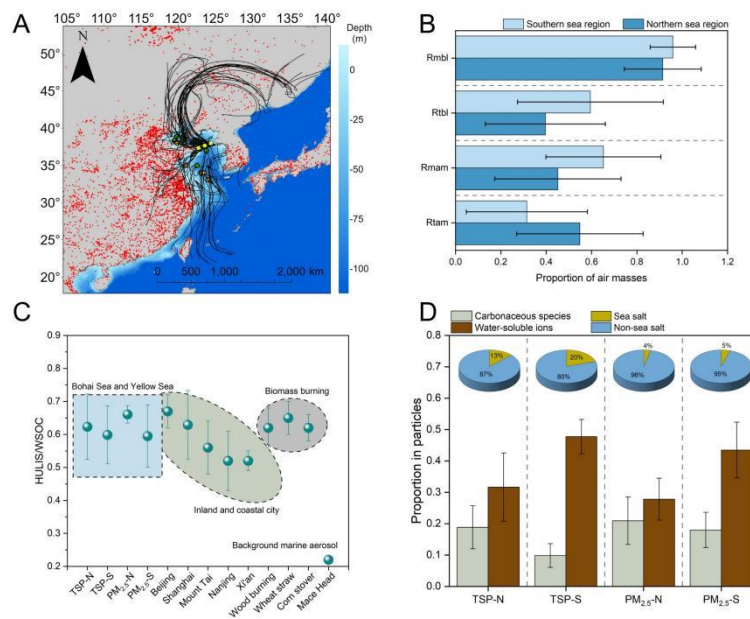 A
105° 110° 115° 120° 125° 130° 135° 140°
N
Depth
(m)
50°
45°
40°
35°
30°
25°
20°
0
-25
-50
-75
-100
0 500 1,000 2,000 km
B
Southern sea region Northern sea region
Rmbl
Rtbl
Rmam
Rtam
0.0 0.2 0.4 0.6 0.8 1.0 1.2
Proportion of air masses
C
HULIS/WSOC
0.9
0.8
0.7
0.6
0.5
0.4
0.3
0.2
Bohai Sea and Yellow Sea
Biomass burning
Inland and coastal city
Background marine aerosol
TSP-N
TSP-S
PM2.5-N
PM2.5-S
Beijing
Shanghai
Mount Tai
Nanjing
Xi'an
Wood burning
Wheat straw
Corn stover
Mace Head
D
Carbonaceous species Sea salt
Water-soluble ions Non-sea salt
Proportion in particles
0.8
0.7
0.6
0.5
0.4
0.3
0.2
0.1
0.0
13%
87%
20%
80%
4%
96%
5%
95%
TSP-N TSP-S PM2.5-N PM2.5-S